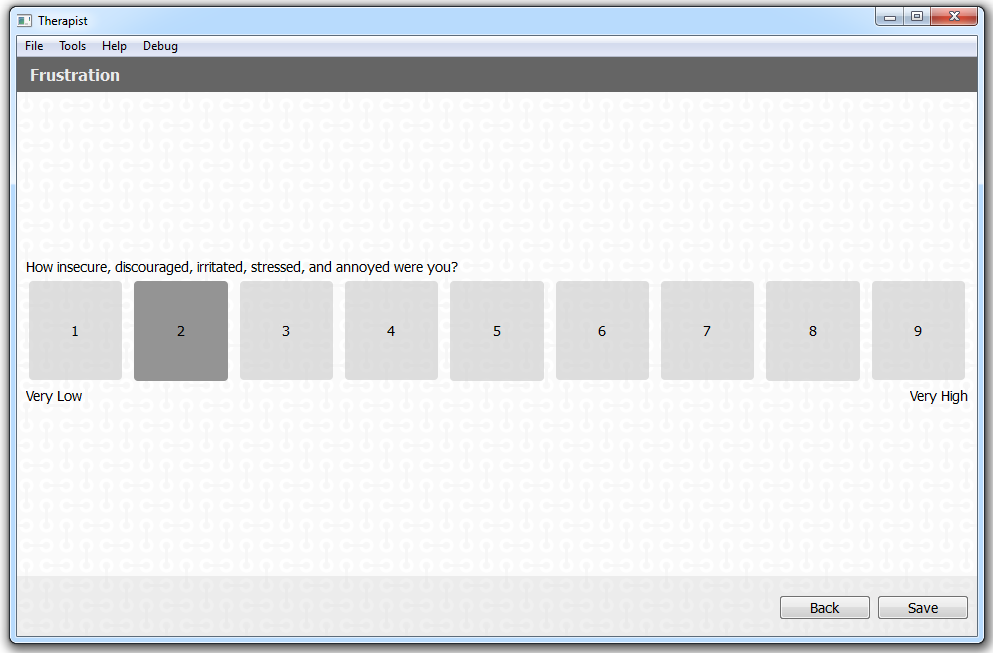 Therapist
File Tools Help Debug
Frustration
How insecure, discouraged, irritated, stressed, and annoyed were you?
1 2 3 4 5 6 7 8 9
Very Low Very High
Back Save